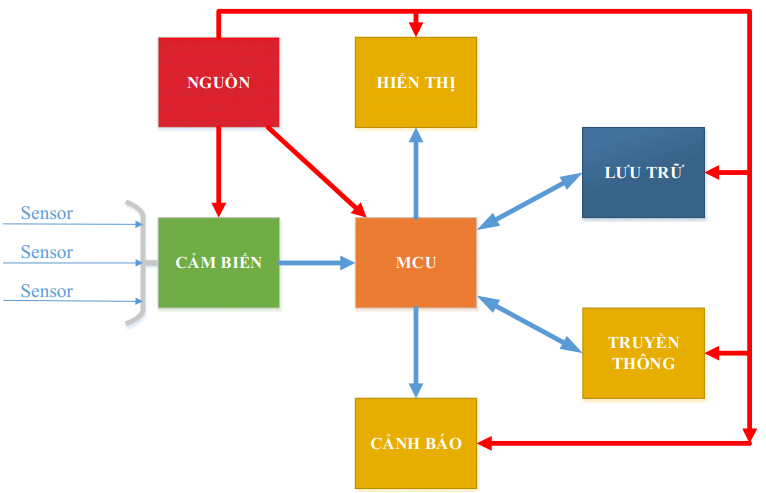 NGUỒN
HIỂN THỊ
LƯU TRỮ
Sensor
Sensor
Sensor
CẢM BIẾN
MCU
TRUYỀN
THÔNG
CẢNH BÁO